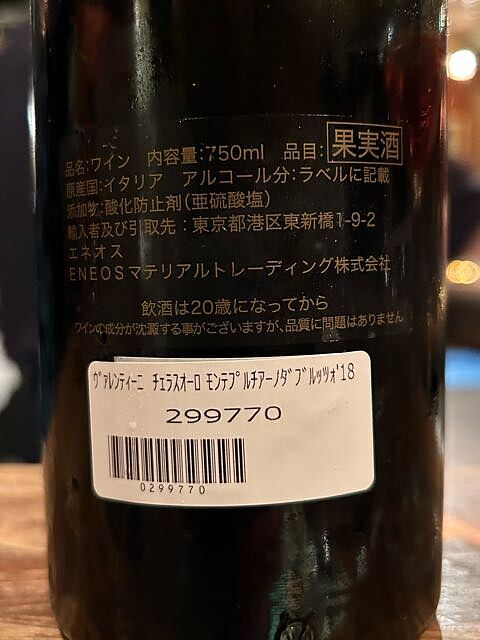 品名:ワイン 内容量:750ml 品目:果実酒
原産国:イタリア アルコール分:ラベルに記載
添加物:酸化防止剤(亜硫酸塩)
輸入者及び引取先:東京都港区東新橋1-9-2
エネオス
ENEOSマテリアルトレーディング株式会社
飲酒は20歳になってから
ワインの成分が沈澱する事がございますが、品質に問題はありません
ヴァレンティーニ チェラスオーロ モンテプルチアーノダブルッツォ'18
299770
0299770